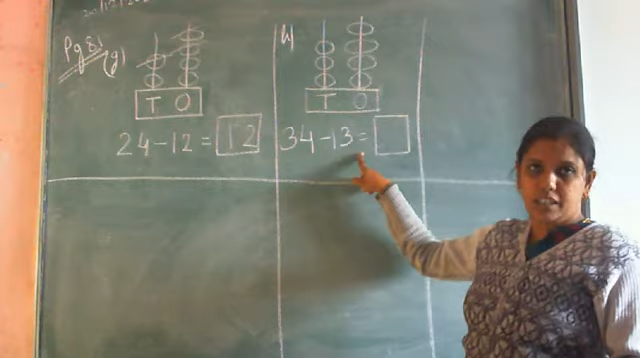 Pg 81
(g)
T O
24-12=12
h)
T O
34-13=